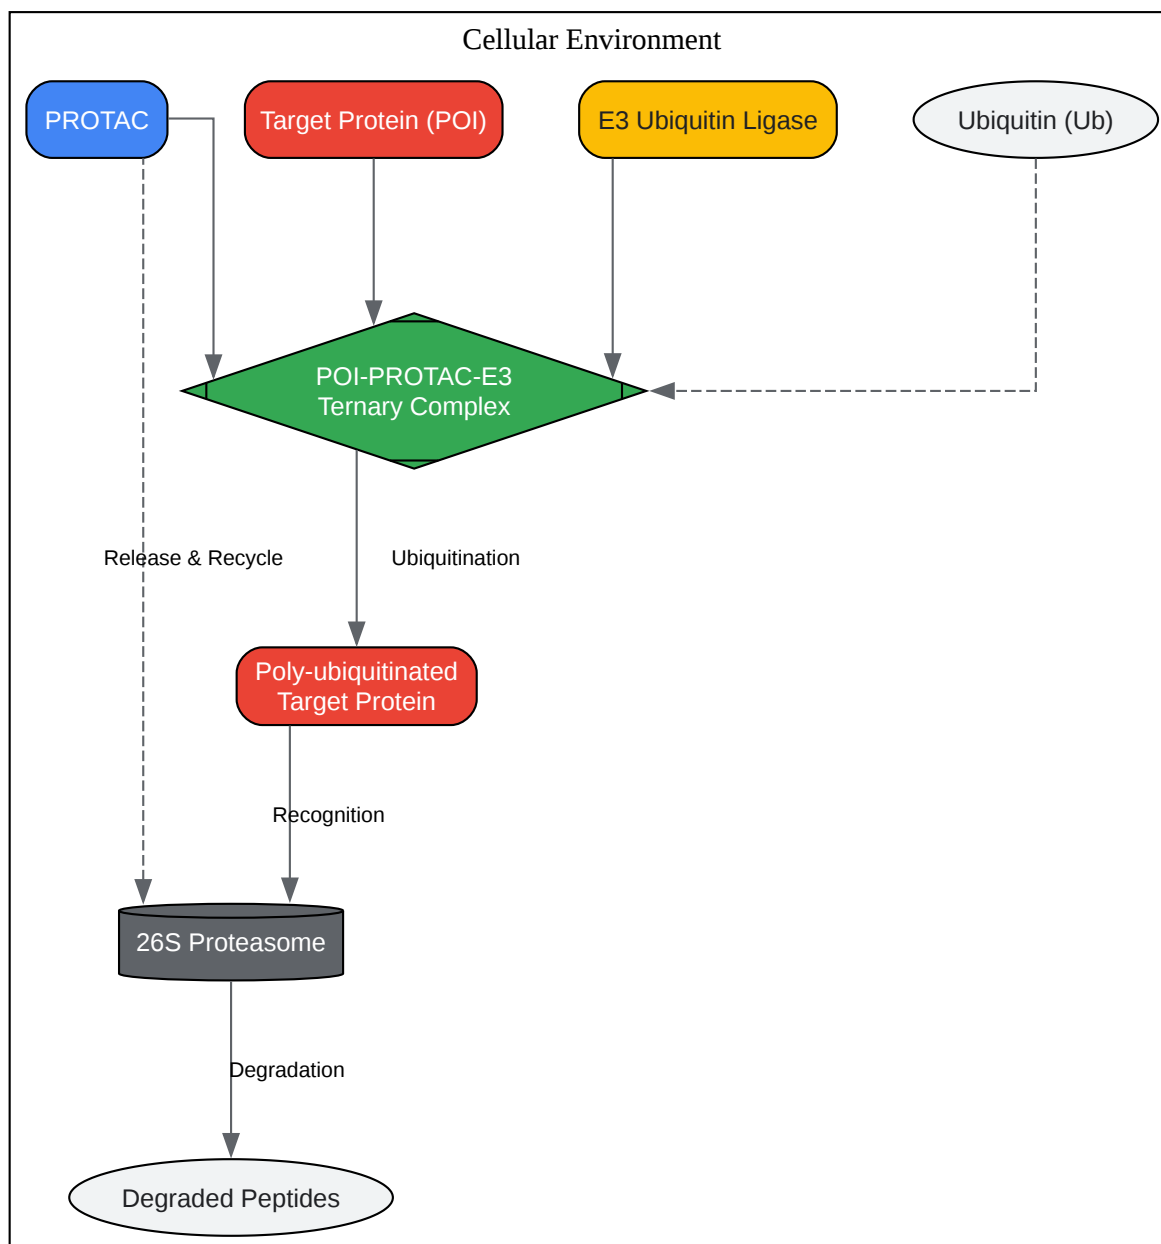 Cellular Environment
PROTAC
Target Protein (POI)
E3 Ubiquitin Ligase
Ubiquitin (Ub)
POI-PROTAC-E3
Ternary Complex
Release & Recycle
Ubiquitination
Poly-ubiquitinated
Target Protein
Recognition
26S Proteasome
Degradation
Degraded Peptides